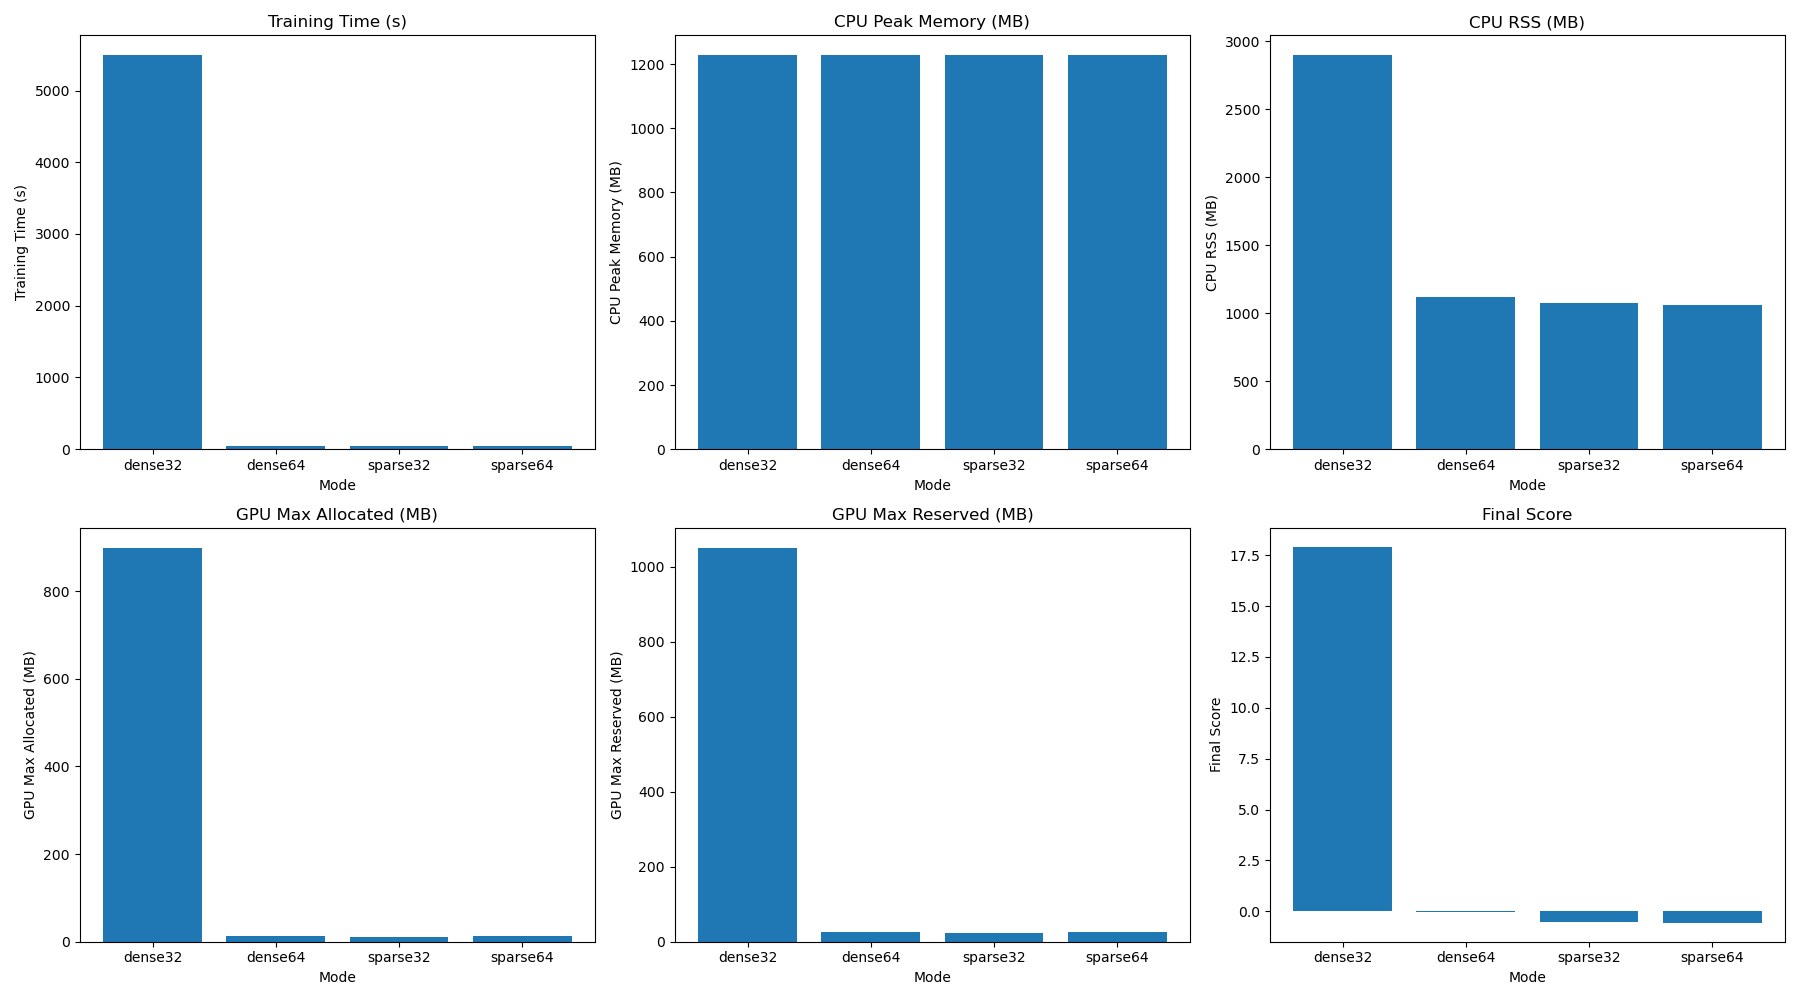 Training Time (s)
Training Time (s)
5000
4000
3000
2000
1000
0
dense32 dense64 sparse32 sparse64
Mode
CPU Peak Memory (MB)
CPU Peak Memory (MB)
1200
1000
800
600
400
200
0
dense32 dense64 sparse32 sparse64
Mode
CPU RSS (MB)
CPU RSS (MB)
3000
2500
2000
1500
1000
500
0
dense32 dense64 sparse32 sparse64
Mode
GPU Max Allocated (MB)
GPU Max Allocated (MB)
800
600
400
200
0
dense32 dense64 sparse32 sparse64
Mode
GPU Max Reserved (MB)
GPU Max Reserved (MB)
1000
800
600
400
200
0
dense32 dense64 sparse32 sparse64
Mode
Final Score
Final Score
17.5
15.0
12.5
10.0
7.5
5.0
2.5
0.0
dense32 dense64 sparse32 sparse64
Mode